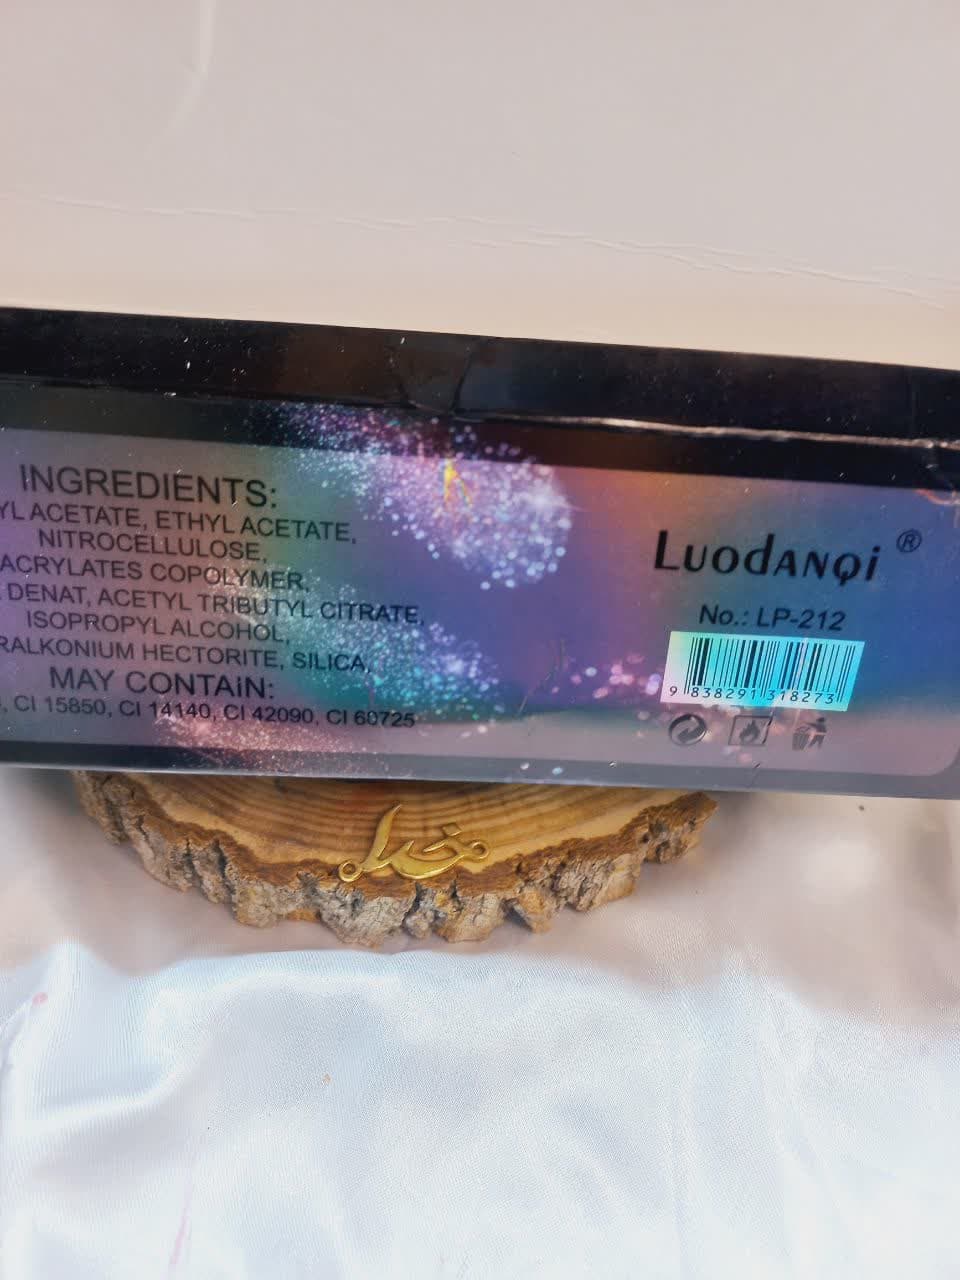 INGREDIENTS:
YL ACETATE, ETHYL ACETATE,
NITROCELLULOSE,
ACRYLATES COPOLYMER,
DENAT, ACETYL TRIBUTYL CITRATE,
ISOPROPYL ALCOHOL,
RALKONIUM HECTORITE, SILICA,
MAY CONTAiN:
, CI 15850, CI 14140, CI 42090, CI 60725
LUOdANQi ®
No.: LP-212
9 838291 318273
خدا